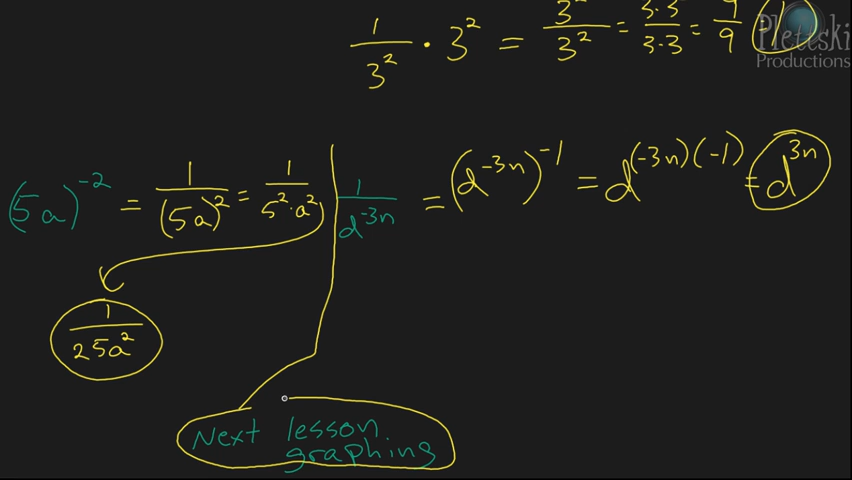 1/3² · 3² = 3²/3² = 3·3/3·3 = 9/9 = 1
Plettski
Productions
(5a)⁻² = 1/(5a)² = 1/5²·a²
1/25a²
1/d⁻³ⁿ = (d⁻³ⁿ)⁻¹ = d⁽⁻³ⁿ⁾⁽⁻¹⁾ = d³ⁿ
Next lesson
graphing